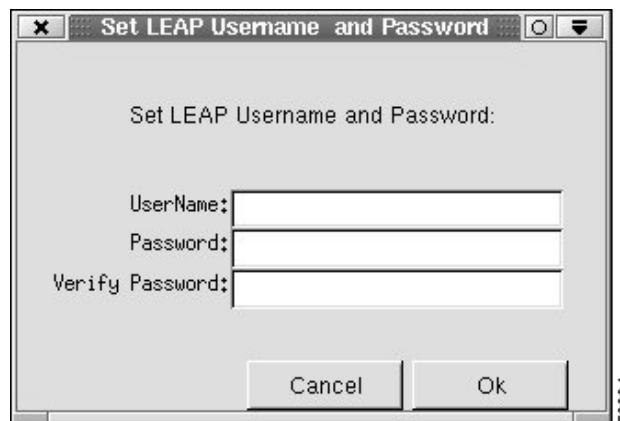 Set LEAP Username and Password
Set LEAP Username and Password:
UserName:
Password:
Verify Password:
Cancel
Ok